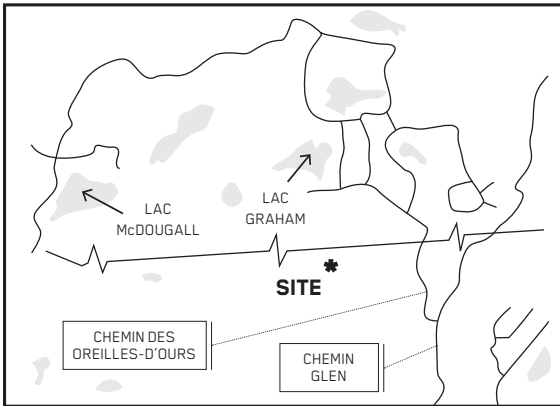 LAC
McDOUGALL
LAC
GRAHAM
SITE *
CHEMIN DES
OREILLES-D'OURS
CHEMIN
GLEN